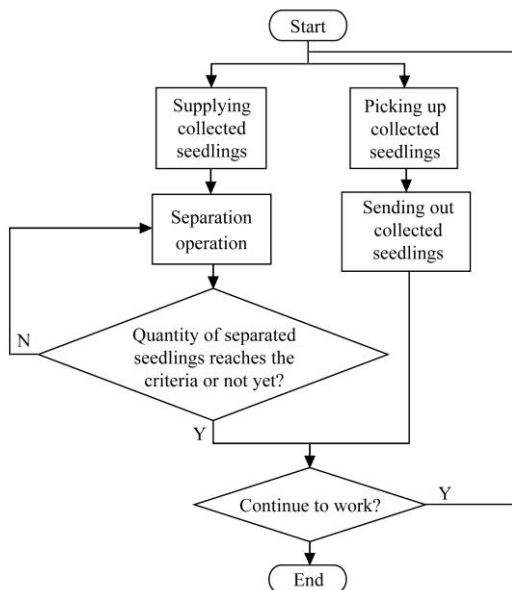 Start
Supplying
collected
seedlings
Picking up
collected
seedlings
Separation
operation
Sending out
collected
seedlings
N
Quantity of separated
seedlings reaches the
criteria or not yet?
Y
Continue to work?
Y
End